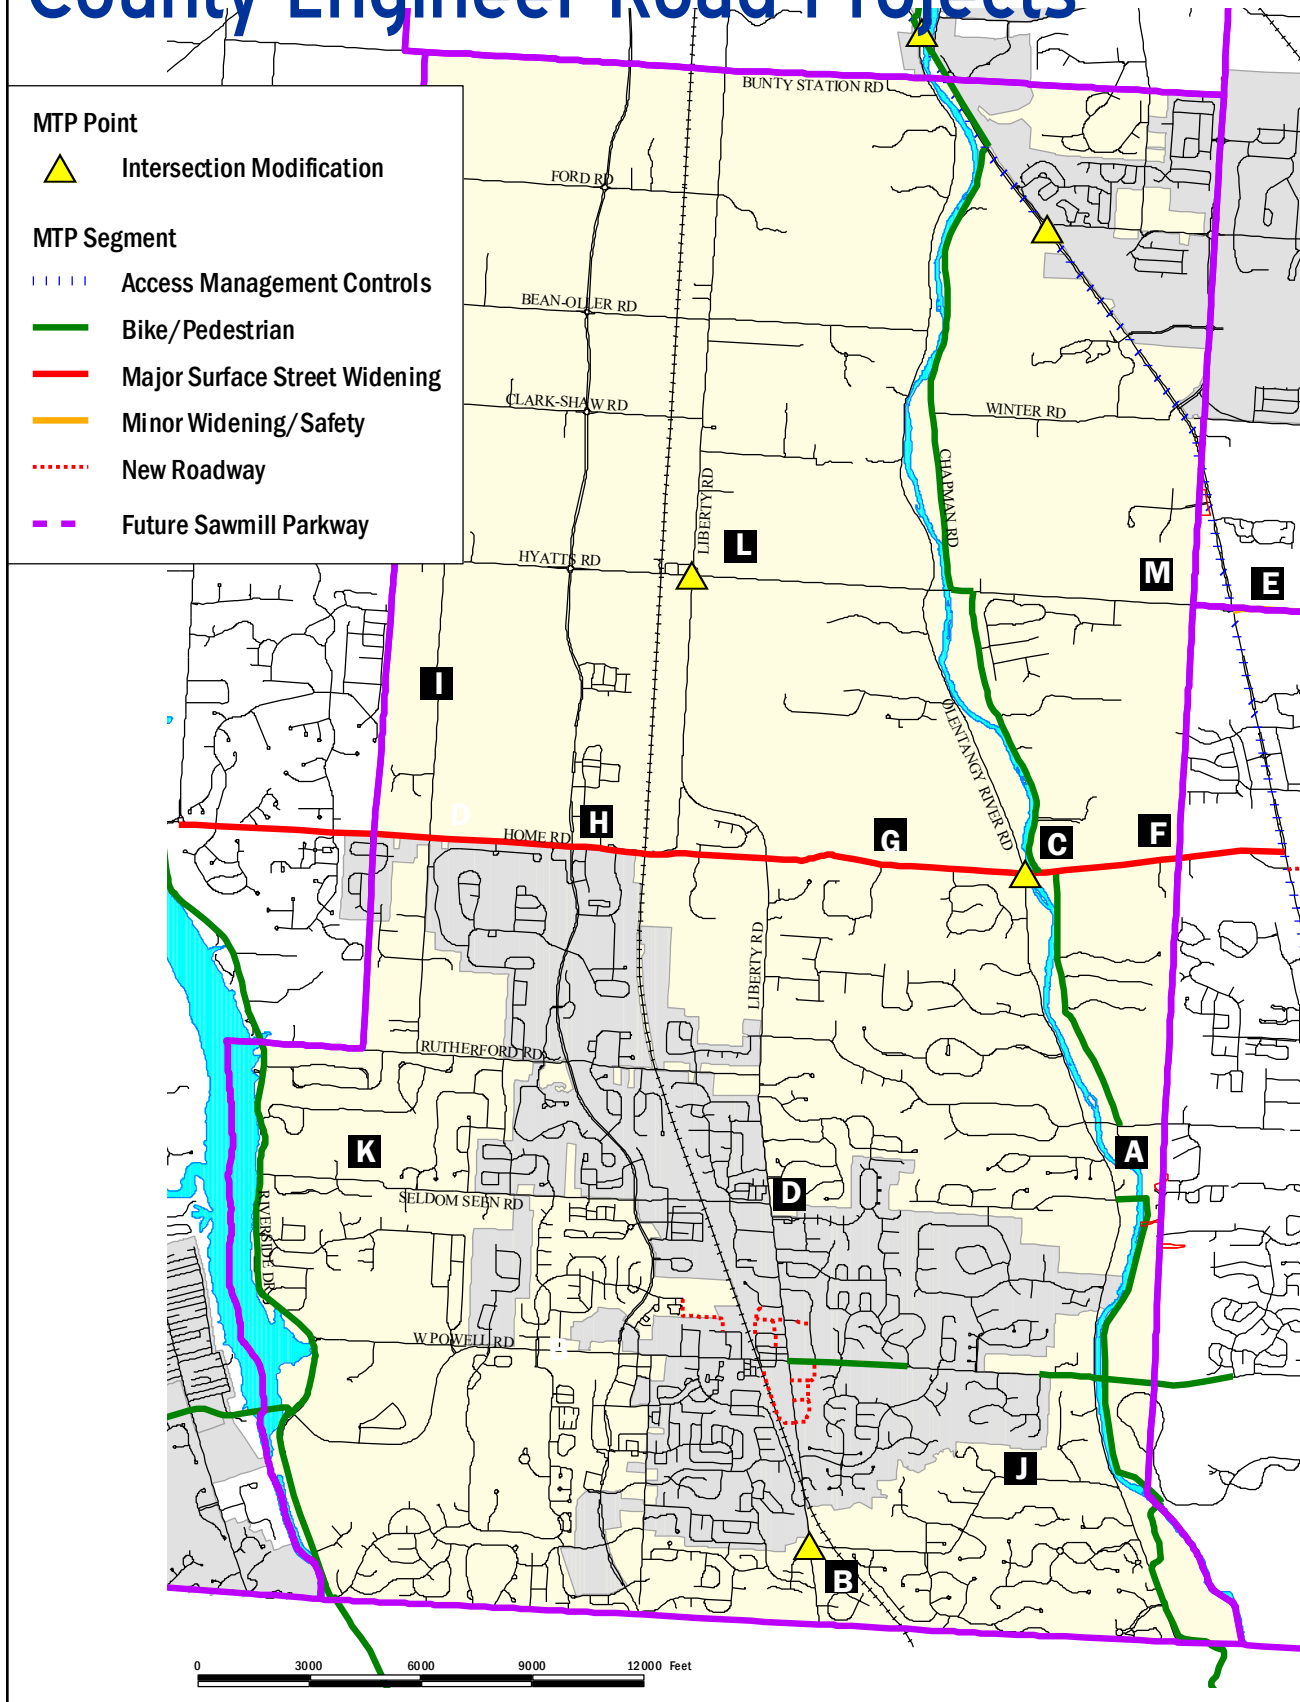 County Engineer Road Projects
MTP Point
Intersection Modification
MTP Segment
Access Management Controls
Bike/Pedestrian
Major Surface Street Widening
Minor Widening/Safety
New Roadway
Future Sawmill Parkway
BUNTY STATION RD
FORD RD
BEAN-OLLER RD
CLARK-SHAW RD
WINTER RD
CHAPMAN RD
LIBERTY RD
L
HYATTS RD
M
E
I
OLENTANGY RIVER RD
D
H
HOME RD
G
C
F
LIBERTY RD
RUTHERFORD RD
K
A
D
SELDOM SEEN RD
RIVERSIDE DR
W POWELL RD
B
J
B
0 3000 6000 9000 12000 Feet